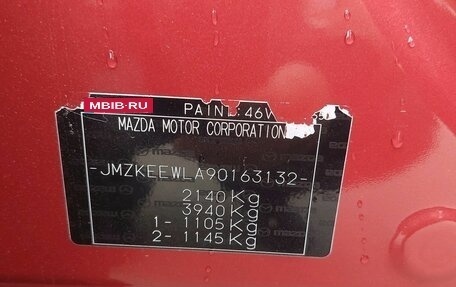 MBIB.RU
PAINT:46V
MAZDA MOTOR CORPORATION
-JMZKEEWLA90163132-
2140Kg
3940Kg
1- 1105Kg
2- 1145Kg